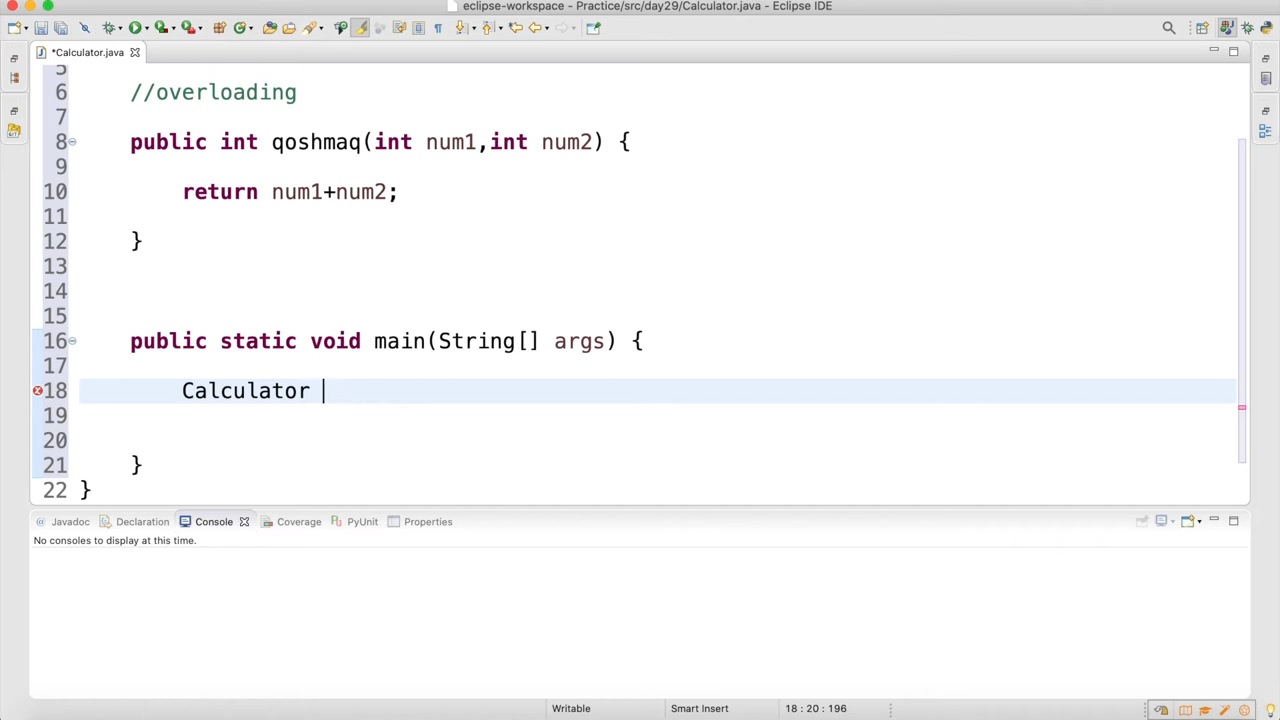 eclipse-workspace - Practice/src/day29/Calculator.java - Eclipse IDE
*Calculator.java
5
6 //overloading
7
8 public int qoshmaq(int num1,int num2) {
9
10 return num1+num2;
11
12 }
13
14
15
16 public static void main(String[] args) {
17
18 Calculator
19
20
21 }
22 }
Javadoc Declaration Console Coverage PyUnit Properties
No consoles to display at this time.
Writable Smart Insert 18 : 20 : 196